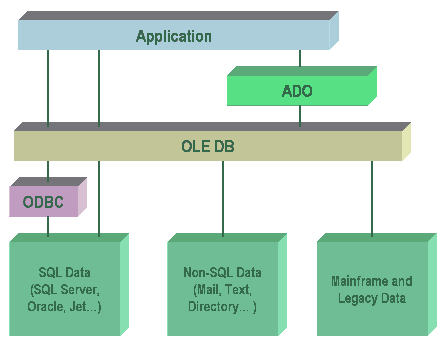 Application
ADO
OLE DB
ODBC
SQL Data
(SQL Server,
Oracle, Jet...)
Non-SQL Data
(Mail, Text,
Directory... )
Mainframe and
Legacy Data